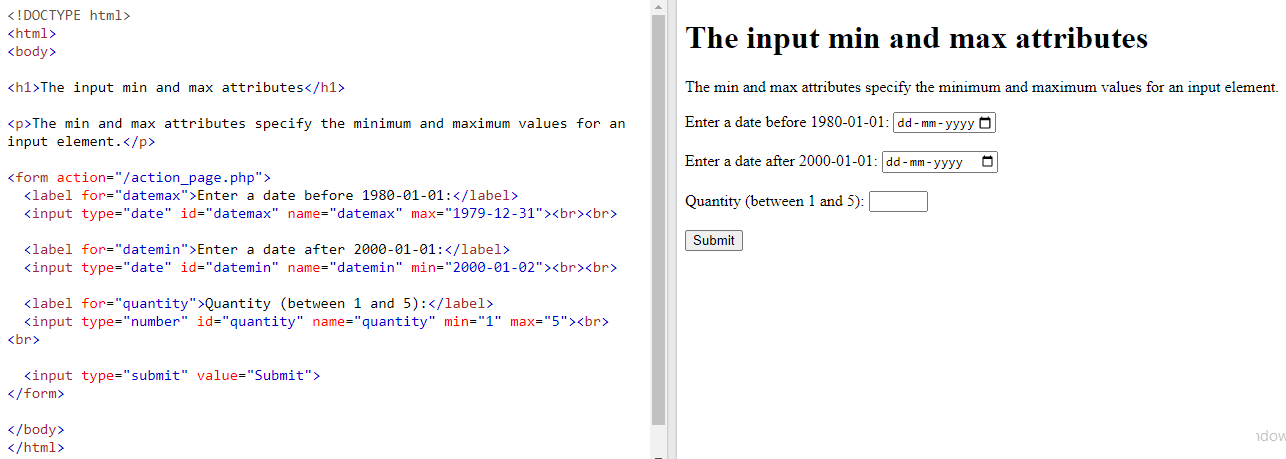 <!DOCTYPE html>
<html>
<body>
<h1>The input min and max attributes</h1>
<p>The min and max attributes specify the minimum and maximum values for an
input element.</p>
<form action="/action_page.php">
<label for="datemax">Enter a date before 1980-01-01:</label>
<input type="date" id="datemax" name="datemax" max="1979-12-31"><br><br>
<label for="datemin">Enter a date after 2000-01-01:</label>
<input type="date" id="datemin" name="datemin" min="2000-01-02"><br><br>
<label for="quantity">Quantity (between 1 and 5):</label>
<input type="number" id="quantity" name="quantity" min="1" max="5"><br>
<br>
<input type="submit" value="Submit">
</form>
</body>
</html>
The input min and max attributes
The min and max attributes specify the minimum and maximum values for an input element.
Enter a date before 1980-01-01: dd-mm-yyyy
Enter a date after 2000-01-01: dd-mm-yyyy
Quantity (between 1 and 5):
Submit